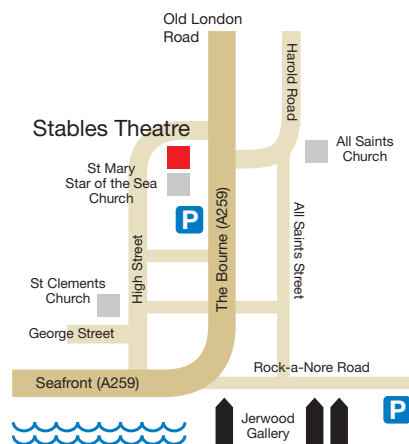 Old London
Road
Harold Road
Stables Theatre
All Saints
Church
St Mary
Star of the Sea
Church
P
The Bourne (A259)
All Saints Street
High Street
St Clements
Church
George Street
Rock-a-Nore Road
Seafront (A259)
P
Jerwood
Gallery